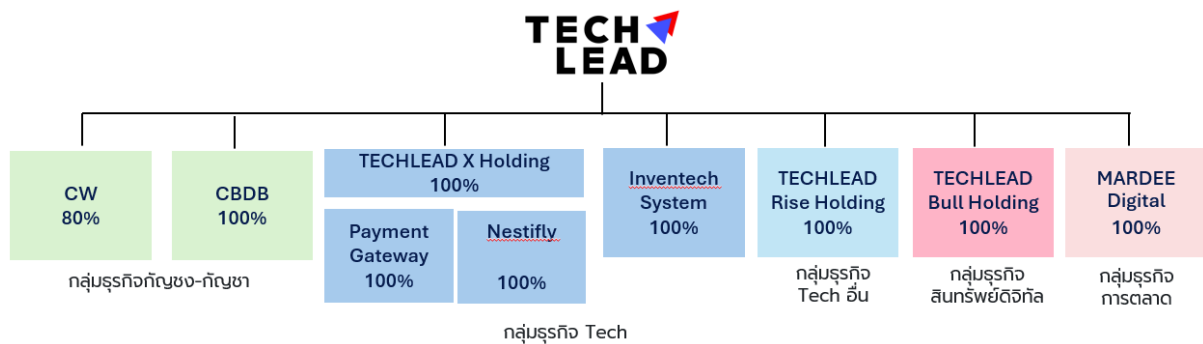 TECH
LEAD
CW
80%
CBDB
100%
TECHLEAD X Holding
100%
Payment
Gateway
100%
Nestifly
100%
Inventech
System
100%
TECHLEAD
Rise Holding
100%
TECHLEAD
Bull Holding
100%
MARDEE
Digital
100%
กลุ่มธุรกิจกัญชง-กัญชา
กลุ่มธุรกิจ Tech
กลุ่มธุรกิจ
Tech อื่น
กลุ่มธุรกิจ
สินทรัพย์ดิจิทัล
กลุ่มธุรกิจ
การตลาด